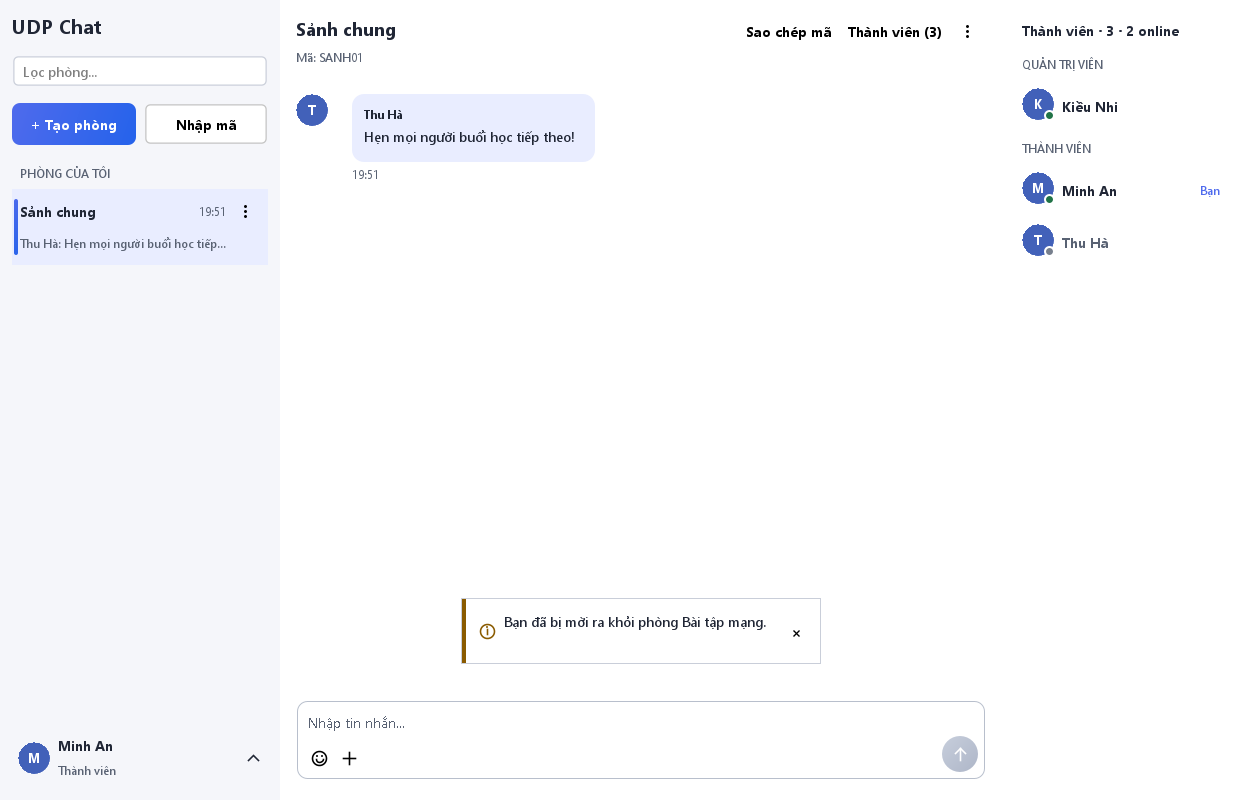 UDP Chat
Lọc phòng...
+ Tạo phòng
Nhập mã
PHÒNG CỦA TÔI
Sảnh chung
19:51
Thu Hà: Hẹn mọi người buổi học tiếp...
M
Minh An
Thành viên
Sảnh chung
Mã: SANH01
Sao chép mã
Thành viên (3)
T
Thu Hà
Hẹn mọi người buổi học tiếp theo!
19:51
Bạn đã bị mời ra khỏi phòng Bài tập mạng.
×
Nhập tin nhắn...
Thành viên - 3 - 2 online
QUẢN TRỊ VIÊN
K
Kiều Nhi
THÀNH VIÊN
M
Minh An
Bạn
T
Thu Hà